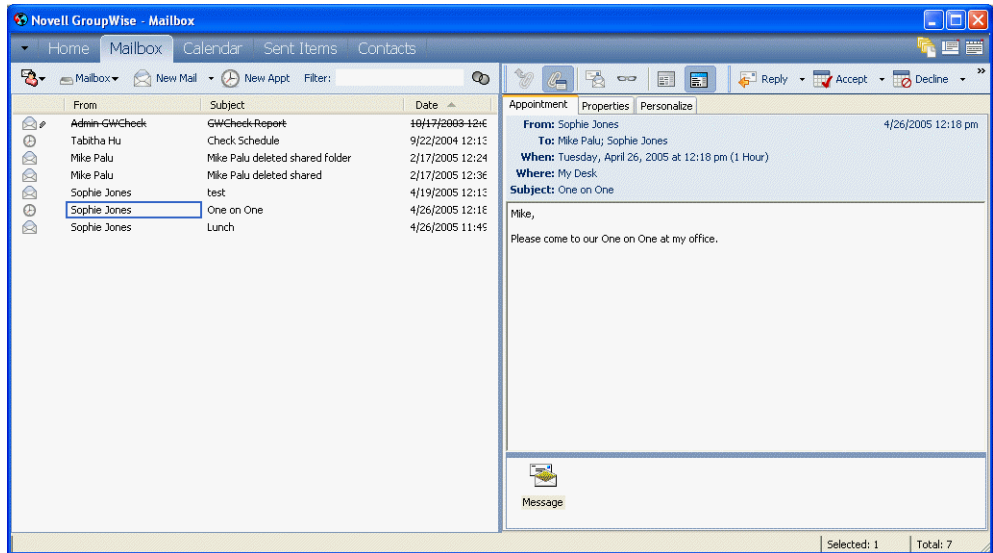 Novell GroupWise - Mailbox
Home Mailbox Calendar Sent Items Contacts
Mailbox New Mail New Appt Filter:
Reply Accept Decline »
From Subject Date
Admin GWCheck GWCheck Report 10/17/2003 12:0
Tabitha Hu Check Schedule 9/22/2004 12:13
Mike Palu Mike Palu deleted shared folder 2/17/2005 12:24
Mike Palu Mike Palu deleted shared 2/17/2005 12:36
Sophie Jones test 4/19/2005 12:13
Sophie Jones One on One 4/26/2005 12:18
Sophie Jones Lunch 4/26/2005 11:49
Appointment Properties Personalize
From: Sophie Jones 4/26/2005 12:18 pm
To: Mike Palu; Sophie Jones
When: Tuesday, April 26, 2005 at 12:18 pm (1 Hour)
Where: My Desk
Subject: One on One
Mike,
Please come to our One on One at my office.
Message
Selected: 1 Total: 7